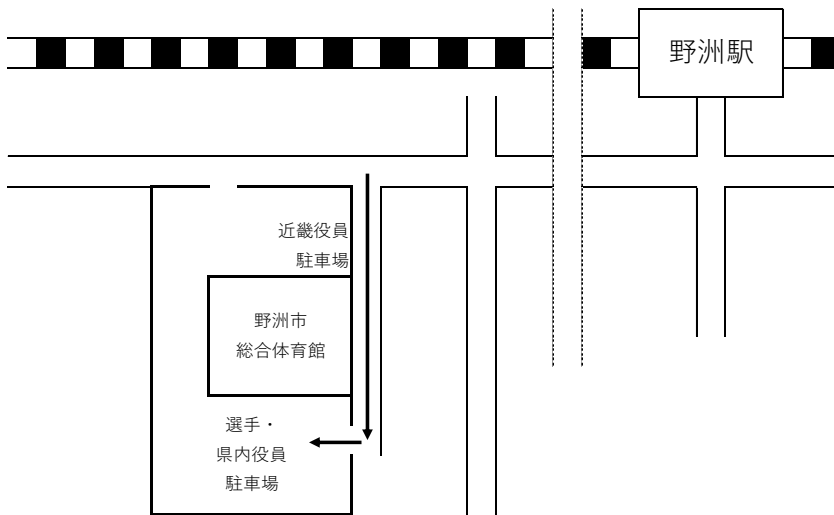 野洲駅
近畿役員
駐車場
野洲市
総合体育館
選手・
県内役員
駐車場